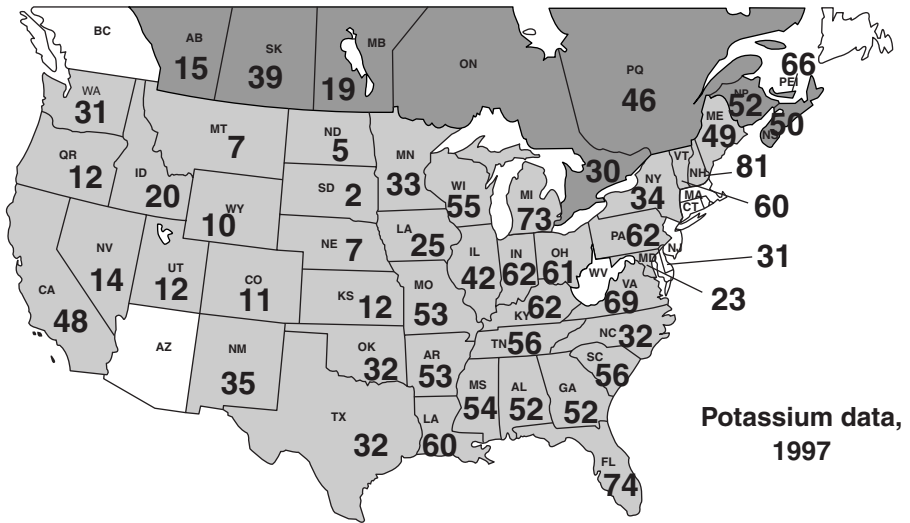 BC
AB
15
SK
39
MB
19
ON
PQ
46
66
PEI
NP
52
NS
50
WA
31
MT
7
ND
5
MN
33
ME
49
VT
NH
81
QR
12
ID
20
WY
10
SD 2
WI
55
MI
73
30
NY
34
MA
CT
60
NV
14
UT
12
CO
11
NE 7
LA
25
IL
42
IN
62
OH
61
PA 62
NJ
31
MD
23
WV
VA
69
CA
48
KS 12
MO
53
KY
62
NC 32
TN 56
AZ
NM
35
OK
32
AR
53
SC
56
MS
54
AL
52
GA
52
TX
32
LA
60
FL
74
Potassium data,
1997